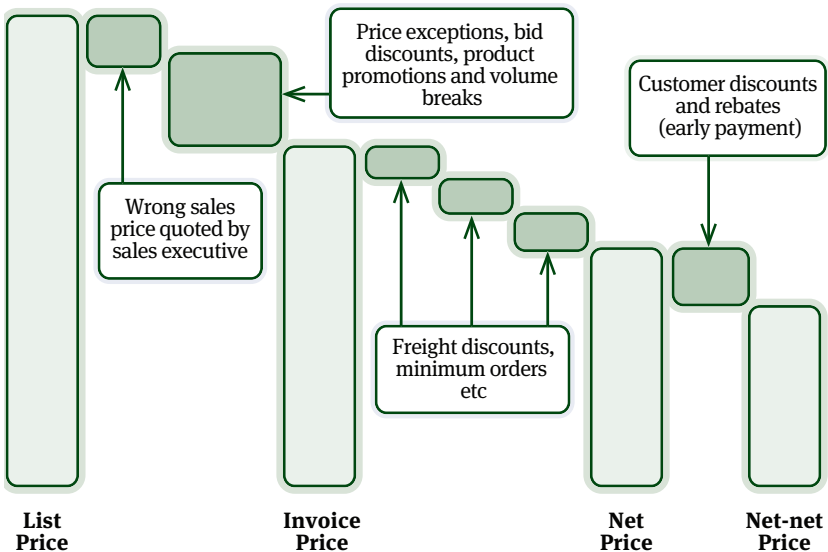 Price exceptions, bid
discounts, product
promotions and volume
breaks
Customer discounts
and rebates
(early payment)
Wrong sales
price quoted by
sales executive
Freight discounts,
minimum orders
etc
List
Price
Invoice
Price
Net
Price
Net-net
Price